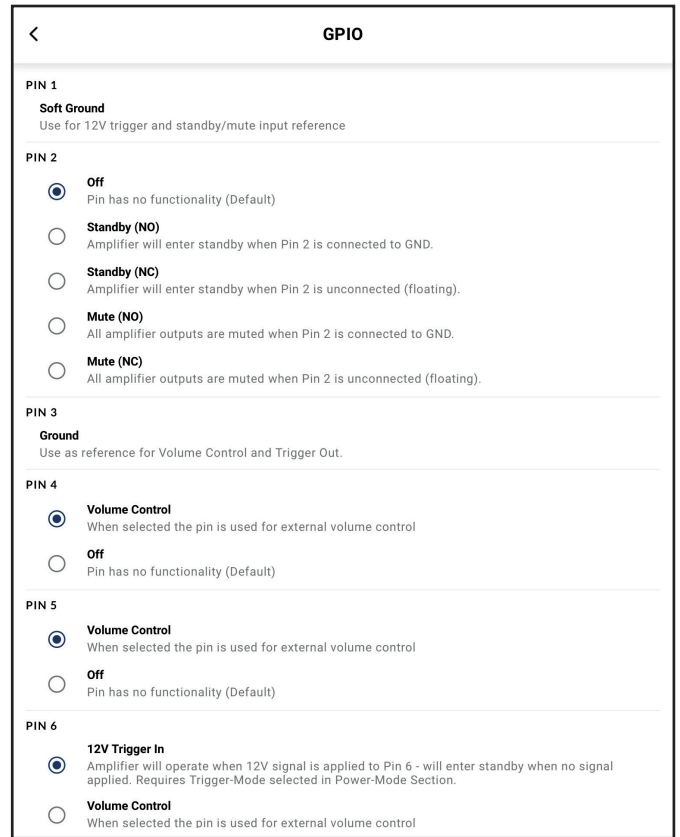 GPIO
PIN 1
Soft Ground
Use for 12V trigger and standby/mute input reference
PIN 2
Off
Pin has no functionality (Default)
Standby (NO)
Amplifier will enter standby when Pin 2 is connected to GND.
Standby (NC)
Amplifier will enter standby when Pin 2 is unconnected (floating).
Mute (NO)
All amplifier outputs are muted when Pin 2 is connected to GND.
Mute (NC)
All amplifier outputs are muted when Pin 2 is unconnected (floating).
PIN 3
Ground
Use as reference for Volume Control and Trigger Out.
PIN 4
Volume Control
When selected the pin is used for external volume control
Off
Pin has no functionality (Default)
PIN 5
Volume Control
When selected the pin is used for external volume control
Off
Pin has no functionality (Default)
PIN 6
12V Trigger In
Amplifier will operate when 12V signal is applied to Pin 6 - will enter standby when no signal
applied. Requires Trigger-Mode selected in Power-Mode Section.
Volume Control
When selected the pin is used for external volume control